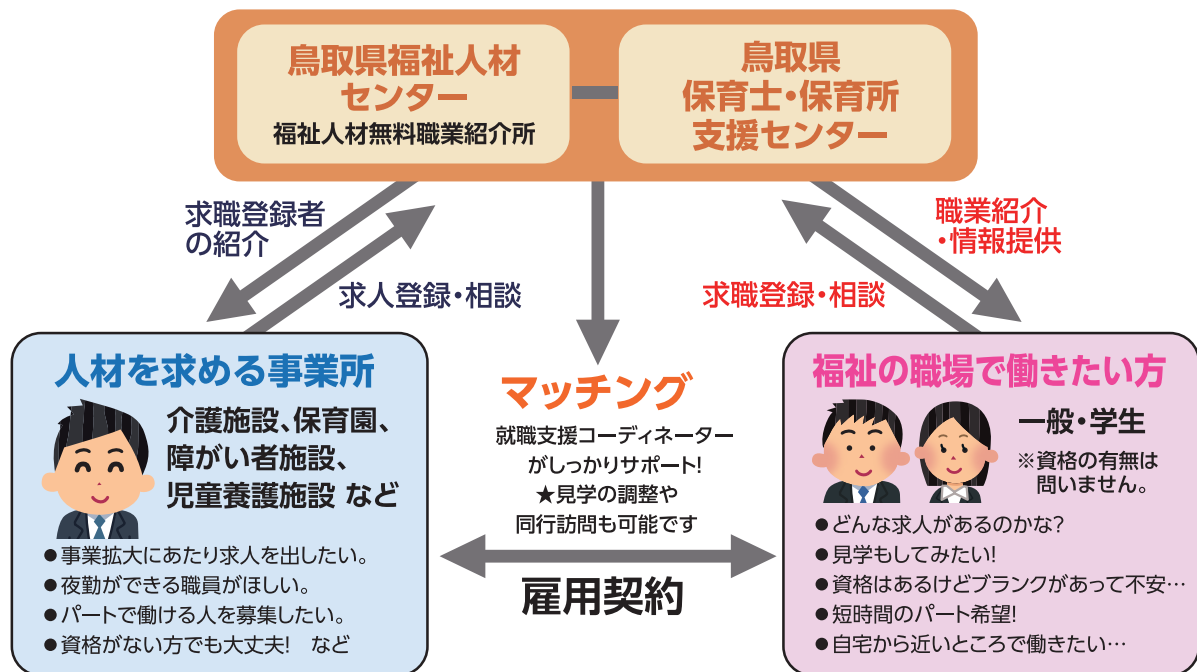 鳥取県福祉人材
センター
福祉人材無料職業紹介所
鳥取県
保育士・保育所
支援センター
求職登録者
の紹介
求人登録・相談
職業紹介
・情報提供
求職登録・相談
人材を求める事業所
介護施設、保育園、
障がい者施設、
児童養護施設 など
●事業拡大にあたり求人を出したい。
●夜勤ができる職員がほしい。
●パートで働ける人を募集したい。
●資格がない方でも大丈夫! など
マッチング
就職支援コーディネーター
がしっかりサポート!
★見学の調整や
同行訪問も可能です
雇用契約
福祉の職場で働きたい方
一般・学生
※資格の有無は
問いません。
●どんな求人があるのかな?
●見学もしてみたい!
●資格はあるけどブランクがあって不安…
●短時間のパート希望!
●自宅から近いところで働きたい…